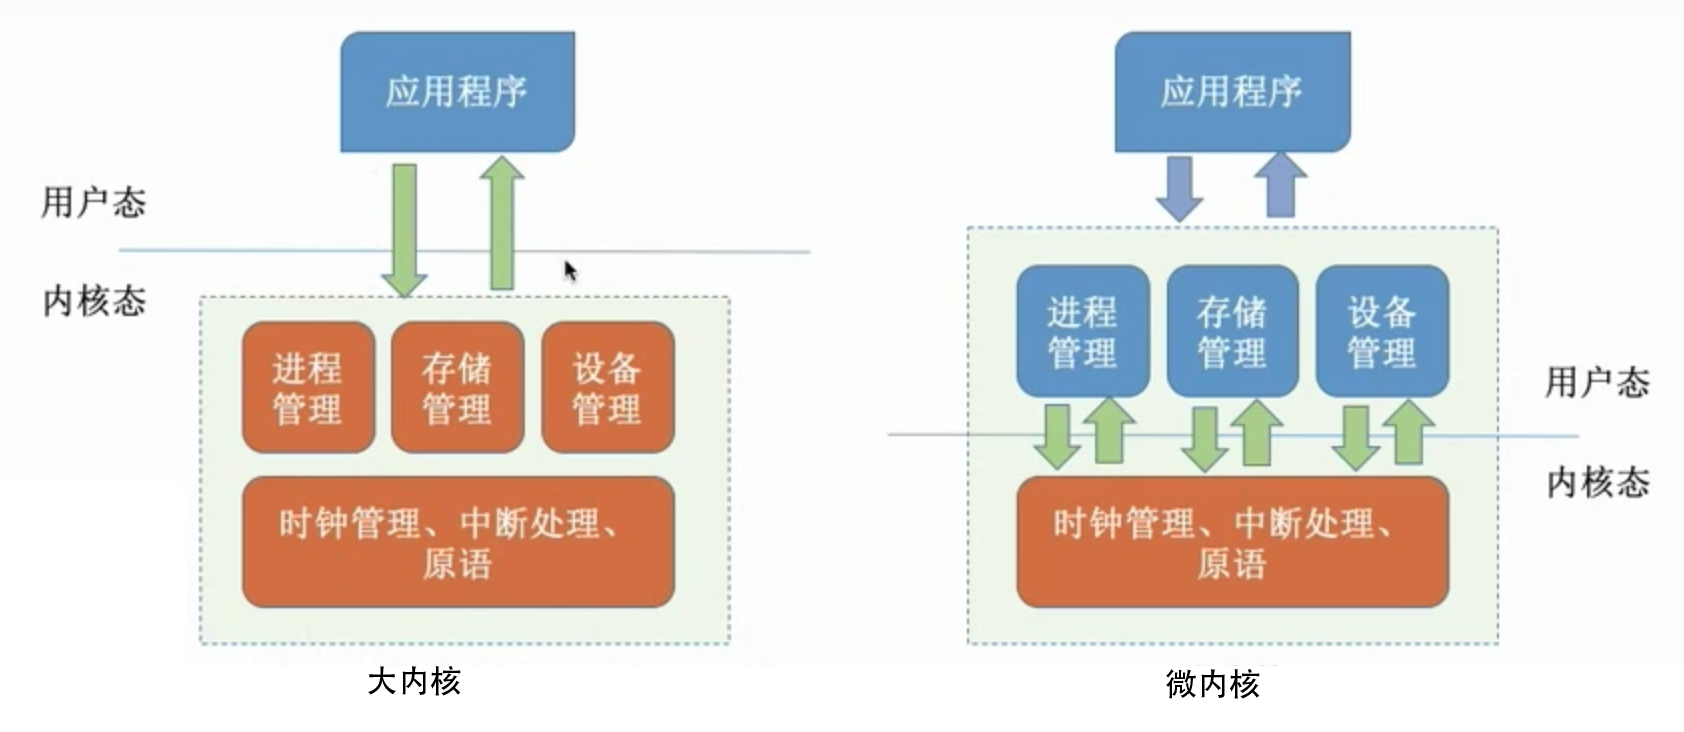 应用程序
用户态
内核态
进程
管理
存储
管理
设备
管理
时钟管理、中断处理、
原语
大内核
应用程序
进程
管理
存储
管理
设备
管理
用户态
内核态
时钟管理、中断处理、
原语
微内核